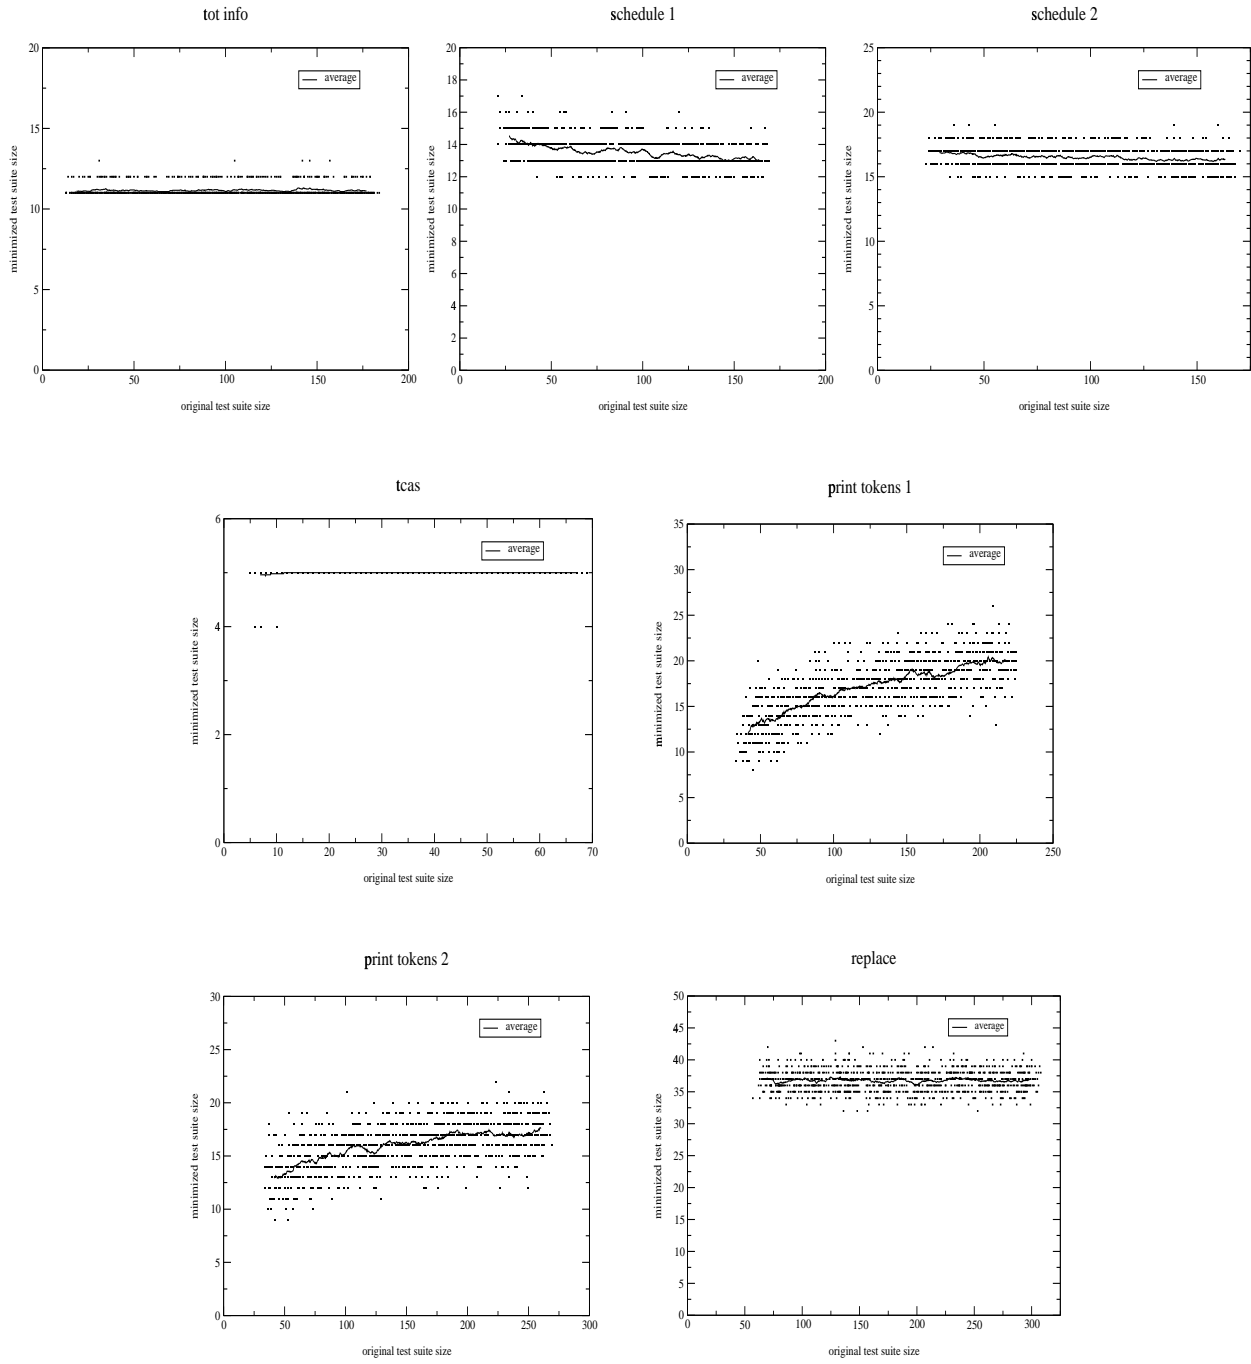 tot info
schedule 1
schedule 2
20
15
10
5
0
average
0 50 100 150 200
minimized test suite size
original test suite size
20
18
16
14
12
10
8
6
4
2
0
average
0 50 100 150 200
minimized test suite size
original test suite size
25
20
15
10
5
0
average
0 50 100 150
minimized test suite size
original test suite size
tcas
print tokens 1
6
4
2
0
average
0 10 20 30 40 50 60 70
minimized test suite size
original test suite size
35
30
25
20
15
10
5
0
average
0 50 100 150 200 250
minimized test suite size
original test suite size
print tokens 2
replace
30
25
20
15
10
5
0
average
0 50 100 150 200 250 300
minimized test suite size
original test suite size
50
45
40
35
30
25
20
15
10
5
0
average
0 50 100 150 200 250 300
minimized test suite size
original test suite size